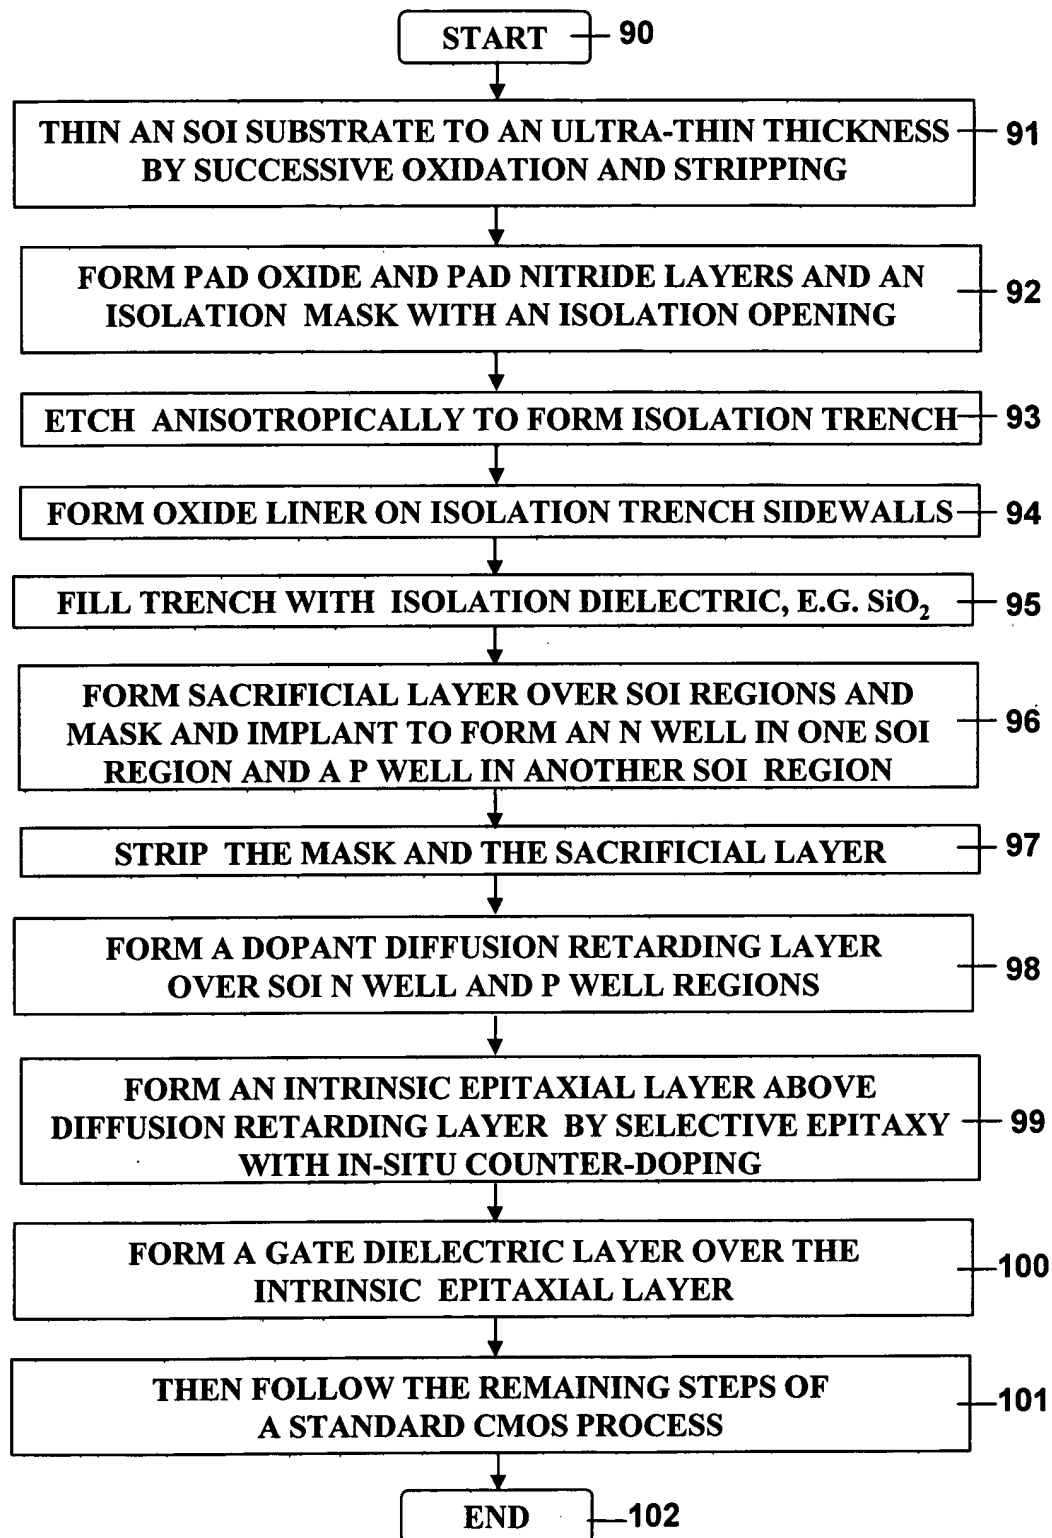 START 90
THIN AN SOI SUBSTRATE TO AN ULTRA-THIN THICKNESS 91
BY SUCCESSIVE OXIDATION AND STRIPPING
FORM PAD OXIDE AND PAD NITRIDE LAYERS AND AN 92
ISOLATION MASK WITH AN ISOLATION OPENING
ETCH ANISOTROPICALLY TO FORM ISOLATION TRENCH 93
FORM OXIDE LINER ON ISOLATION TRENCH SIDEWALLS 94
FILL TRENCH WITH ISOLATION DIELECTRIC, E.G. SiO₂ 95
FORM SACRIFICIAL LAYER OVER SOI REGIONS AND
MASK AND IMPLANT TO FORM AN N WELL IN ONE SOI 96
REGION AND A P WELL IN ANOTHER SOI REGION
STRIP THE MASK AND THE SACRIFICIAL LAYER 97
FORM A DOPANT DIFFUSION RETARDING LAYER 98
OVER SOI N WELL AND P WELL REGIONS
FORM AN INTRINSIC EPITAXIAL LAYER ABOVE
DIFFUSION RETARDING LAYER BY SELECTIVE EPITAXY 99
WITH IN-SITU COUNTER-DOPING
FORM A GATE DIELECTRIC LAYER OVER THE 100
INTRINSIC EPITAXIAL LAYER
THEN FOLLOW THE REMAINING STEPS OF 101
A STANDARD CMOS PROCESS
END 102